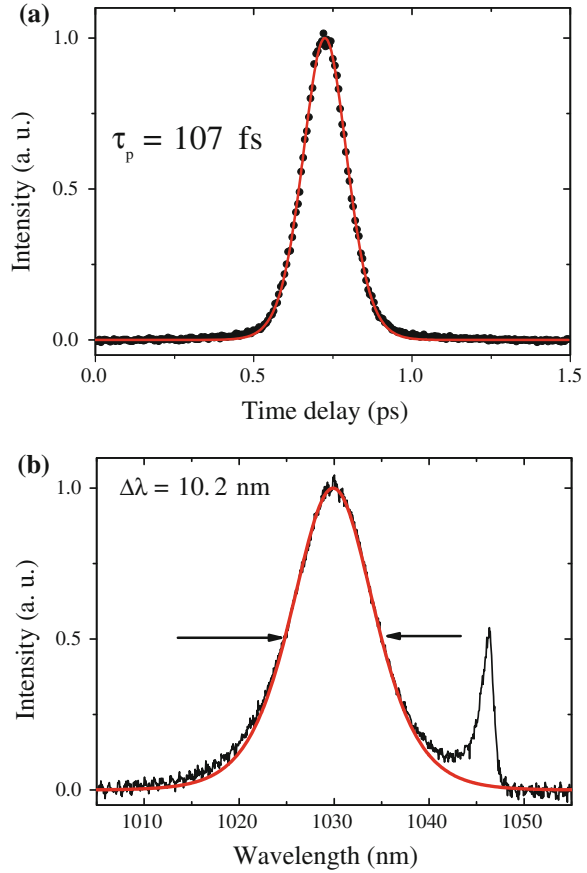 (a)
1.0
τp = 107 fs
0.5
0.0
Intensity (a. u.)
0.0 0.5 1.0 1.5
Time delay (ps)
(b)
Δλ = 10. 2 nm
1.0
0.5
0.0
Intensity (a. u.)
1010 1020 1030 1040 1050
Wavelength (nm)